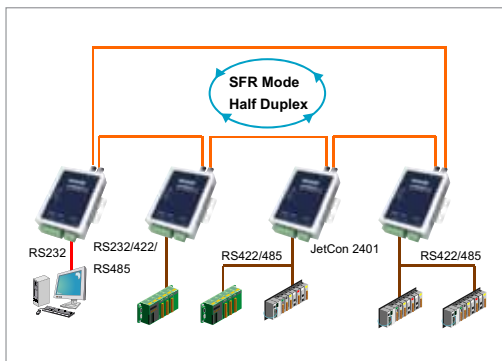 SFR Mode
Half Duplex
RS232
RS232/422/
RS485
RS422/485
JetCon 2401
RS422/485